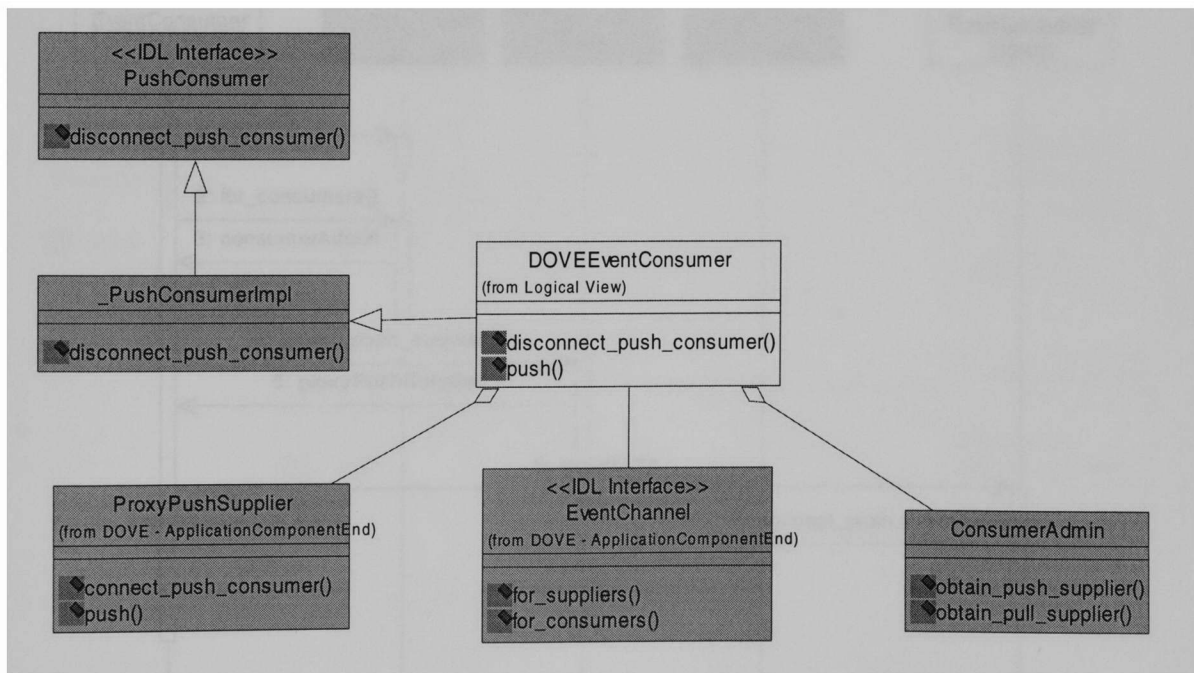 <<IDL Interface>>
PushConsumer
disconnect_push_consumer()
_PushConsumerImpl
disconnect_push_consumer()
DOVEEventConsumer
(from Logical View)
disconnect_push_consumer()
push()
ProxyPushSupplier
(from DOVE - ApplicationComponentEnd)
connect_push_consumer()
push()
<<IDL Interface>>
EventChannel
(from DOVE - ApplicationComponentEnd)
for_suppliers()
for_consumers()
ConsumerAdmin
obtain_push_supplier()
obtain_pull_supplier()